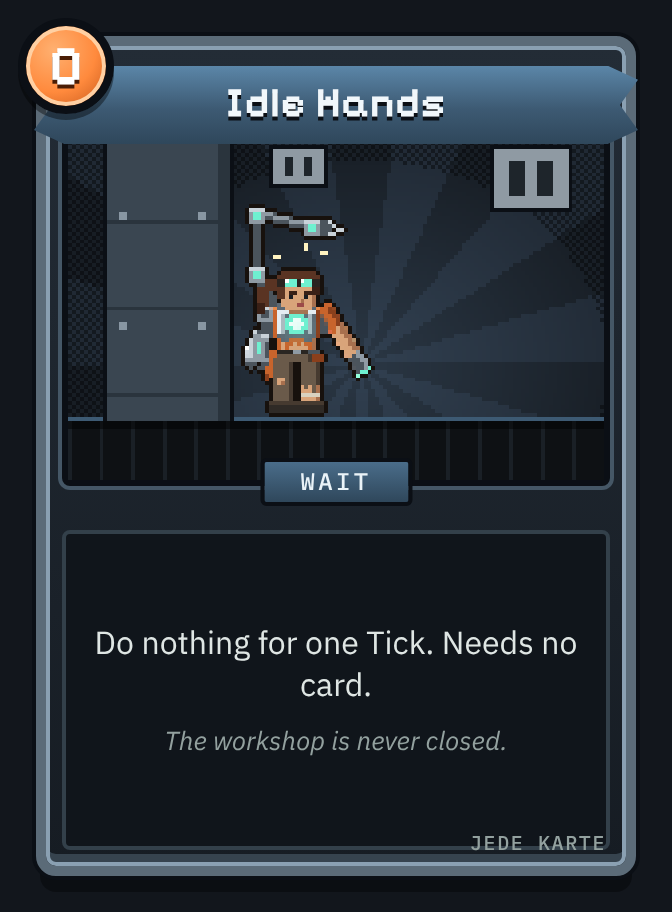 0
Idle Hands
WAIT
Do nothing for one Tick. Needs no
card.
The workshop is never closed.
JEDE KARTE